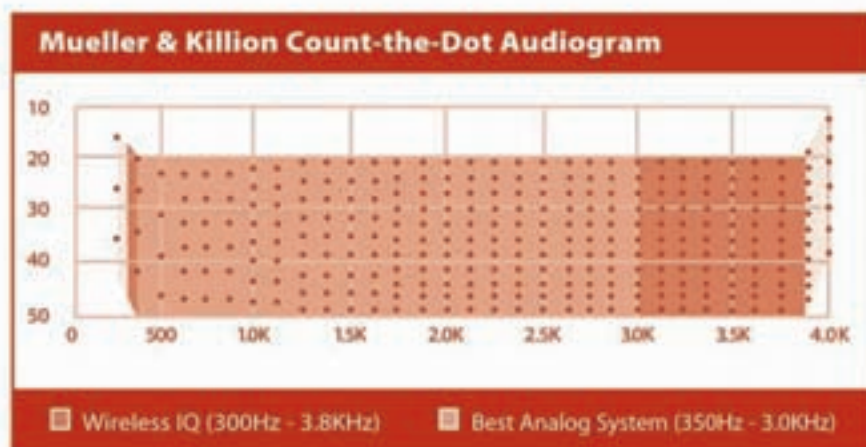 Mueller & Killion Count-the-Dot Audiogram
10
20
30
40
50
0 500 1.0K 1.5K 2.0K 2.5K 3.0K 3.5K 4.0K
Wireless IQ (300Hz - 3.8KHz) Best Analog System (350Hz - 3.0KHz)